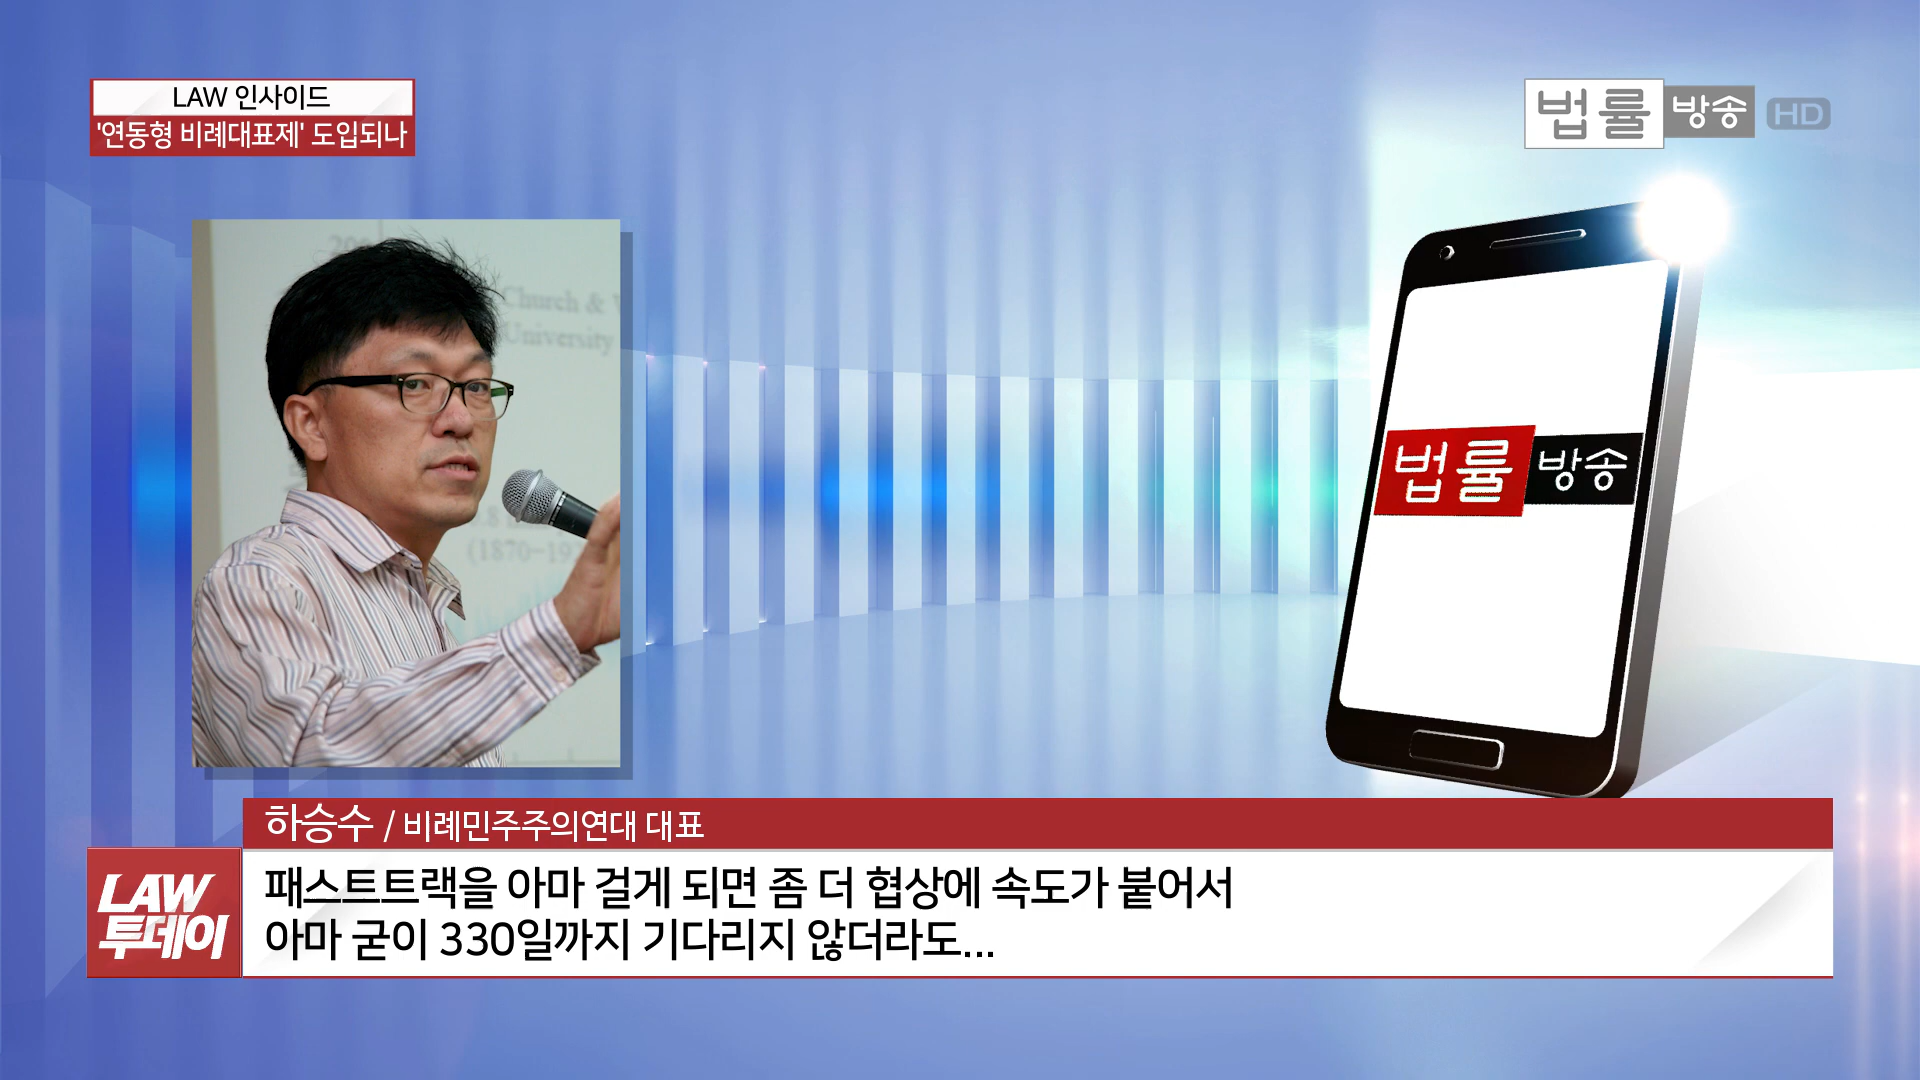 LAW 인사이드
'연동형 비례대표제' 도입되나
법률방송 HD
Church &
University
(1870-19
법률방송
하승수 / 비례민주주의연대 대표
LAW
투데이
패스트트랙을 아마 걸게 되면 좀 더 협상에 속도가 붙어서
아마 굳이 330일까지 기다리지 않더라도...